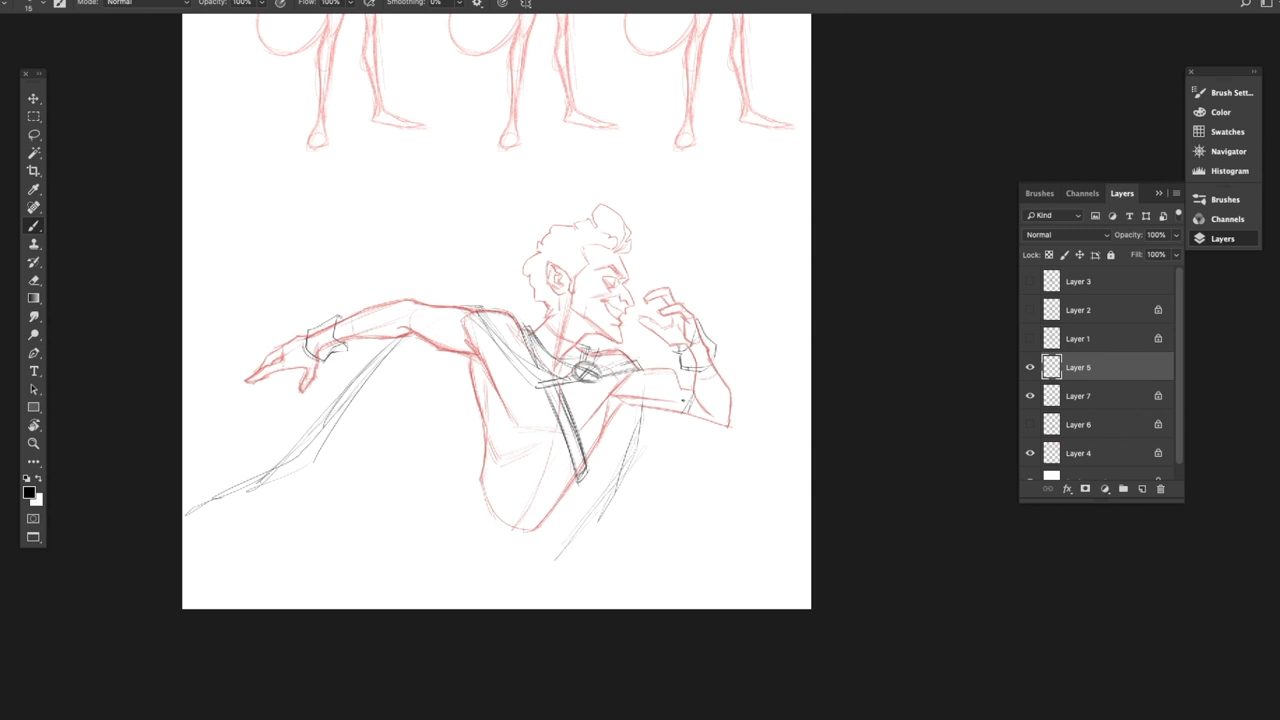 15 Mode: Normal Opacity: 100% Flow: 100% Smoothing: 0%
Brush Sett...
Color
Swatches
Navigator
Histogram
Brushes
Channels
Layers
Brushes Channels Layers
Kind
Normal Opacity: 100%
Lock: Fill: 100%
Layer 3
Layer 2
Layer 1
Layer 5
Layer 7
Layer 6
Layer 4
fx